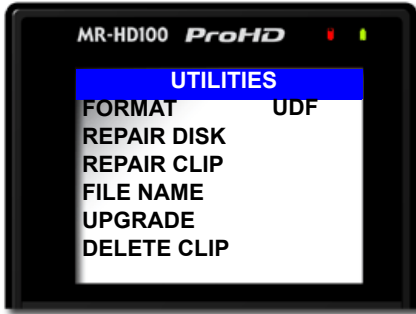 MR-HD100 ProHD
UTILITIES
FORMAT UDF
REPAIR DISK
REPAIR CLIP
FILE NAME
UPGRADE
DELETE CLIP